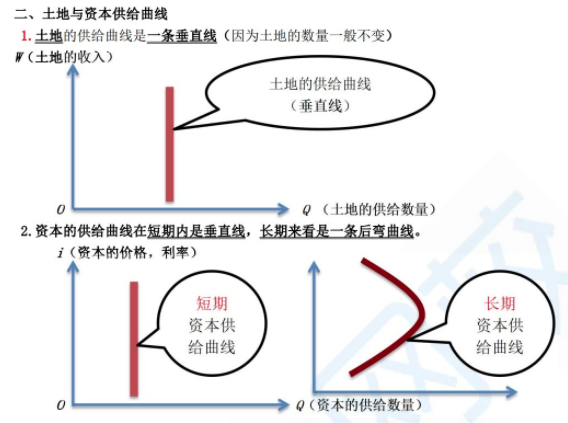 二、土地与资本供给曲线
1.土地的供给曲线是一条垂直线（因为土地的数量一般不变）
W（土地的收入）
土地的供给曲线
（垂直线）
O
Q （土地的供给数量）
2.资本的供给曲线在短期内是垂直线，长期来看是一条后弯曲线。
i（资本的价格，利率）
短期
资本供
给曲线
长期
资本供
给曲线
O
Q（资本的供给数量）